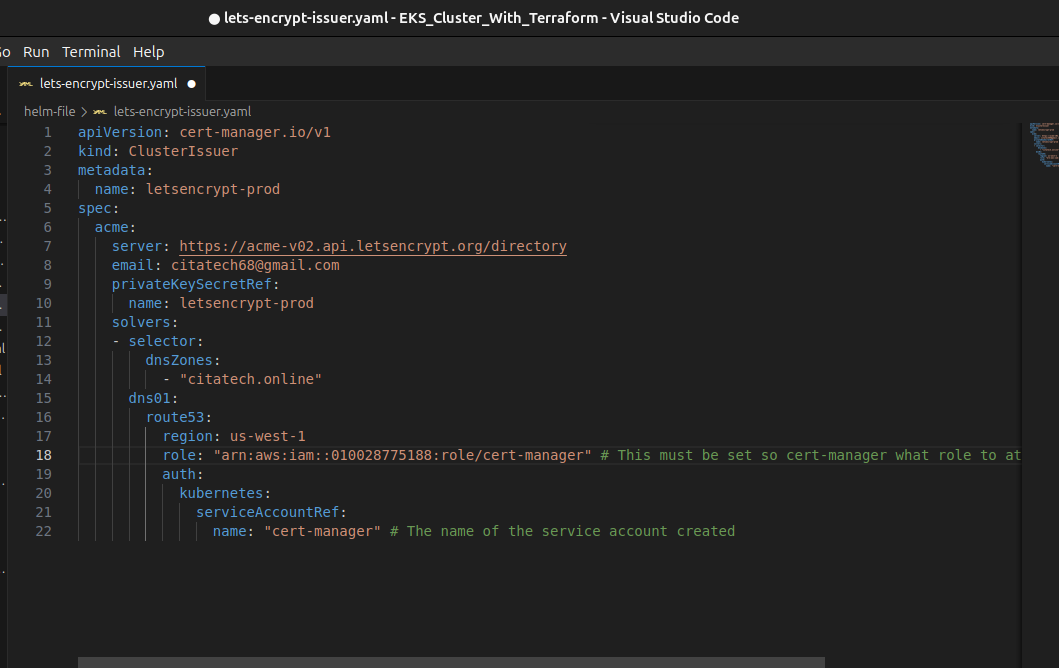 ● lets-encrypt-issuer.yaml - EKS_Cluster_With_Terraform - Visual Studio Code
Run Terminal Help
lets-encrypt-issuer.yaml ●
helm-file > lets-encrypt-issuer.yaml
1 apiVersion: cert-manager.io/v1
2 kind: ClusterIssuer
3 metadata:
4   name: letsencrypt-prod
5 spec:
6   acme:
7     server: https://acme-v02.api.letsencrypt.org/directory
8     email: citatech68@gmail.com
9     privateKeySecretRef:
10       name: letsencrypt-prod
11     solvers:
12     - selector:
13         dnsZones:
14           - "citatech.online"
15       dns01:
16         route53:
17           region: us-west-1
18           role: "arn:aws:iam::010028775188:role/cert-manager" # This must be set so cert-manager what role to at
19           auth:
20             kubernetes:
21               serviceAccountRef:
22                 name: "cert-manager" # The name of the service account created